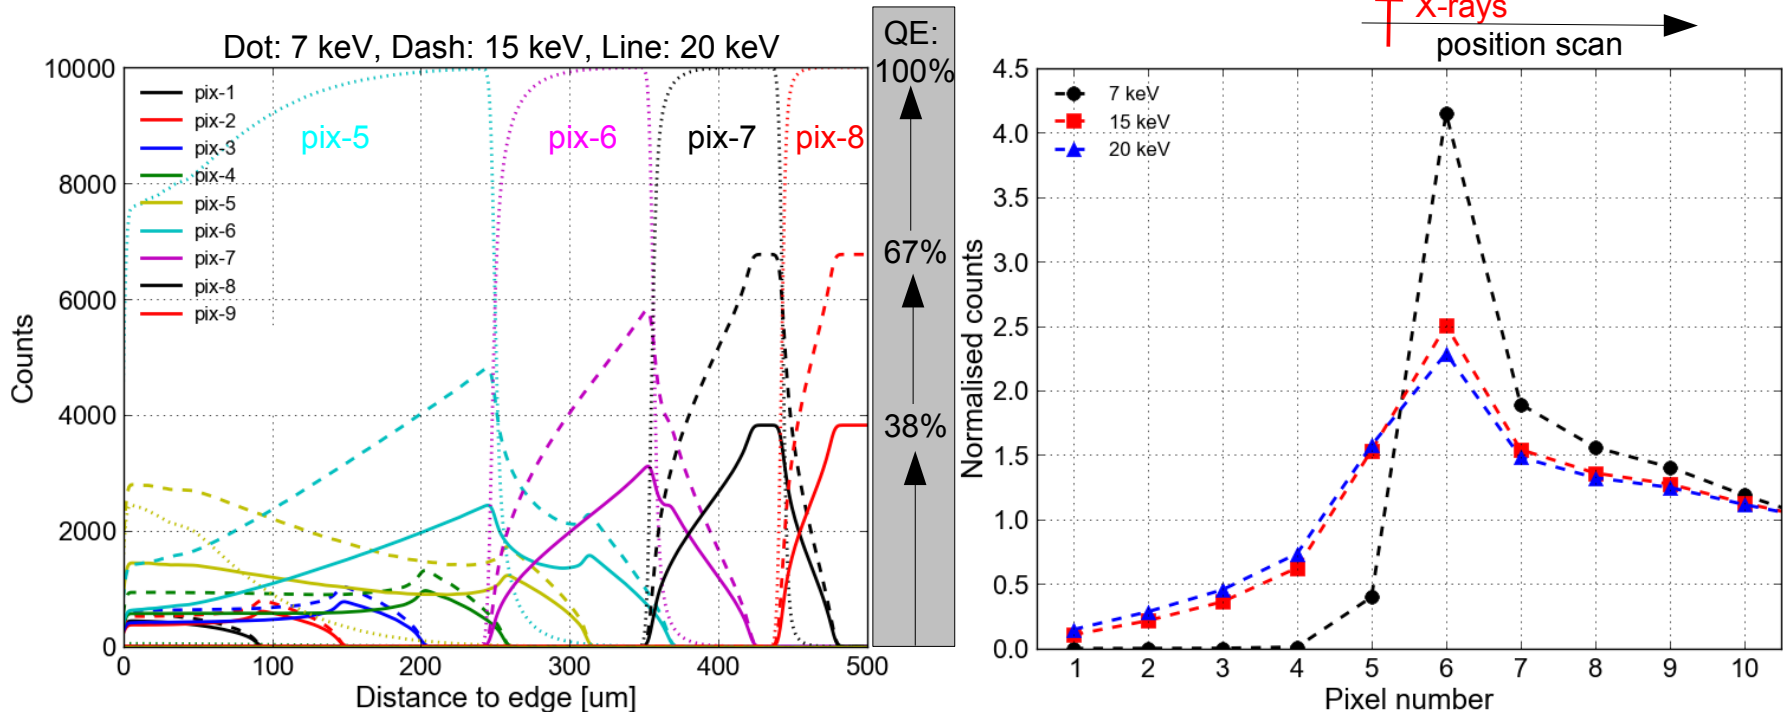 Dot: 7 keV, Dash: 15 keV, Line: 20 keV
10000
8000
6000
4000
2000
0
Counts
pix-1
pix-2
pix-3
pix-4
pix-5
pix-6
pix-7
pix-8
pix-9
pix-5
pix-6
pix-7
pix-8
0
100
200
300
400
500
Distance to edge [um]
QE:
100%
67%
38%
X-rays
position scan
4.5
4.0
3.5
3.0
2.5
2.0
1.5
1.0
0.5
0.0
Normalised counts
7 keV
15 keV
20 keV
1
2
3
4
5
6
7
8
9
10
Pixel number